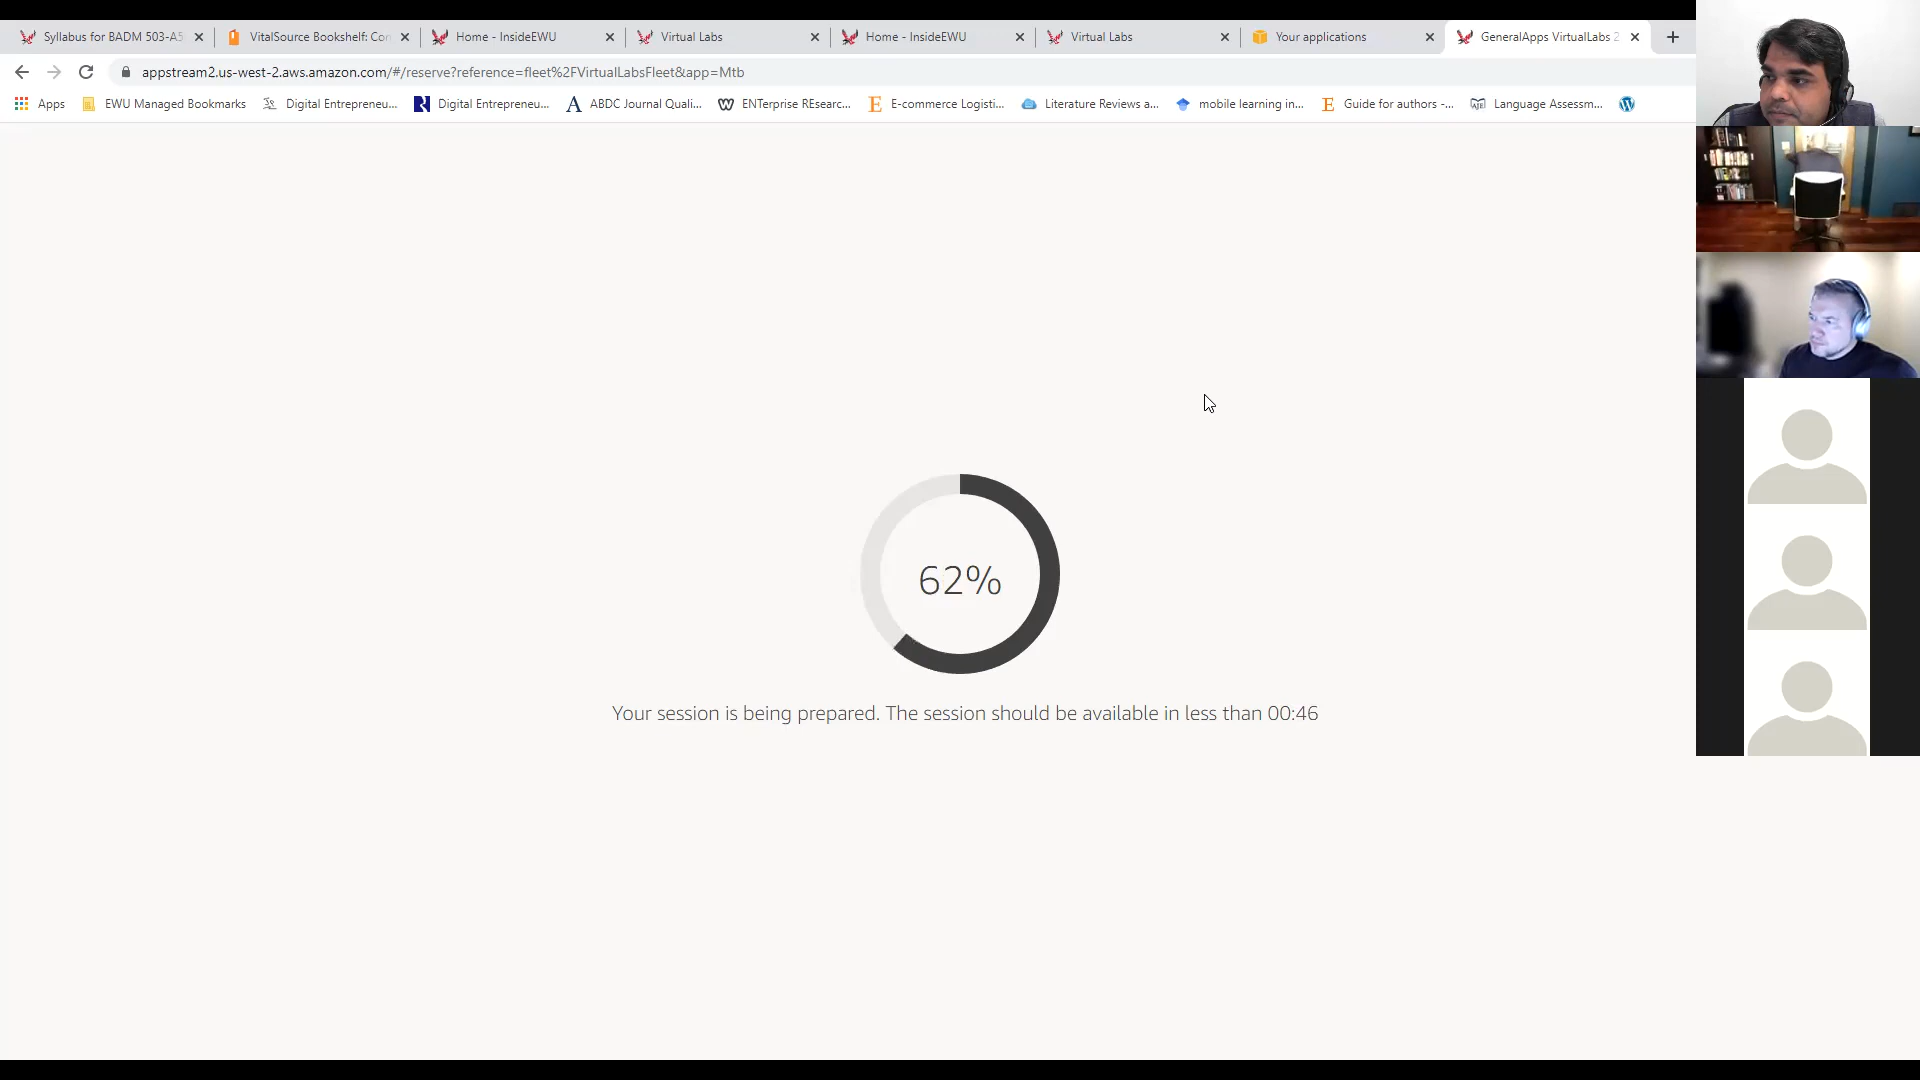 Syllabus for BADM 503-A5
VitalSource Bookshelf: Con
Home - InsideEWU
Virtual Labs
Home - InsideEWU
Virtual Labs
Your applications
GeneralApps VirtualLabs 2
appstream2.us-west-2.aws.amazon.com/#/reserve?reference=fleet%2FVirtualLabsFleet&app=Mtb
Apps
EWU Managed Bookmarks
Digital Entrepreneu...
Digital Entrepreneu...
ABDC Journal Quali...
ENTerprise REsearc...
E-commerce Logisti...
Literature Reviews a...
mobile learning in...
Guide for authors -...
Language Assessm...
62%
Your session is being prepared. The session should be available in less than 00:46